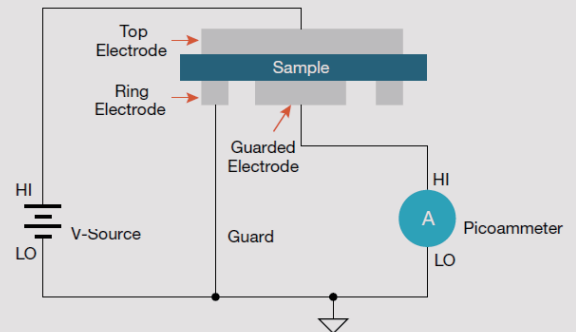 Top
Electrode
Sample
Ring
Electrode
Guarded
Electrode
HI
HI
A
Picoammeter
V-Source
Guard
LO
LO